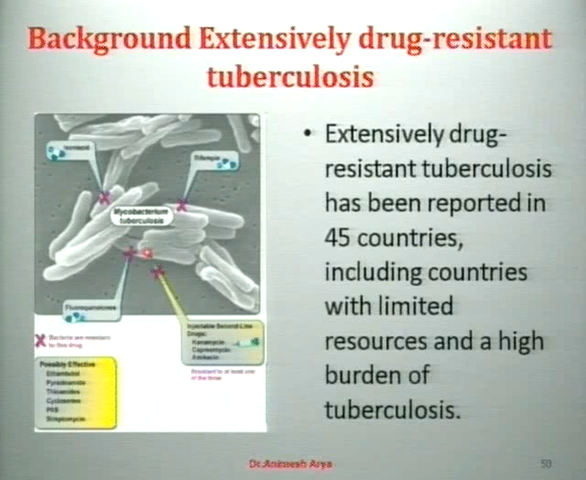 Background Extensively drug-resistant
tuberculosis
Isoniazid
Rifampin
Mycobacterium
tuberculosis
Fluoroquinolones
Injectable Second-Line
Drugs:
Kanamycin
Capreomycin
Amikacin
Bacteria are resistant
to this drug
Resistant to at least one
of the three
Possibly Effective
Ethambutol
Pyrazinamide
Thioamides
Cycloserine
PAS
Streptomycin
• Extensively drug-
resistant tuberculosis
has been reported in
45 countries,
including countries
with limited
resources and a high
burden of
tuberculosis.
Dr.Animesh Arya
50